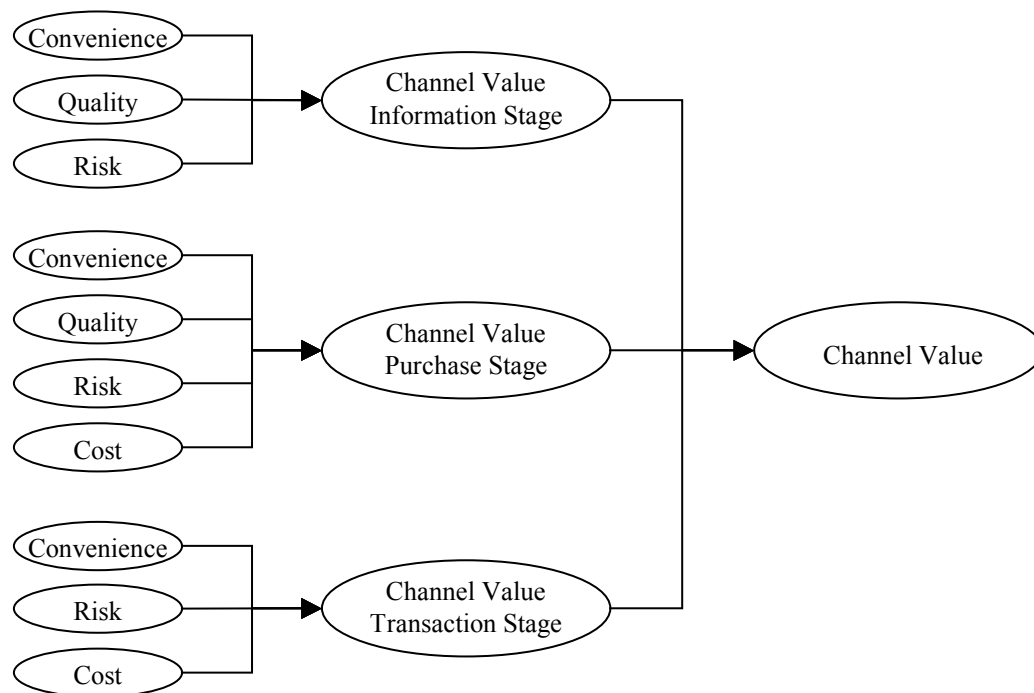 Convenience
Quality
Risk
Channel Value
Information Stage
Convenience
Quality
Risk
Cost
Channel Value
Purchase Stage
Channel Value
Convenience
Risk
Cost
Channel Value
Transaction Stage